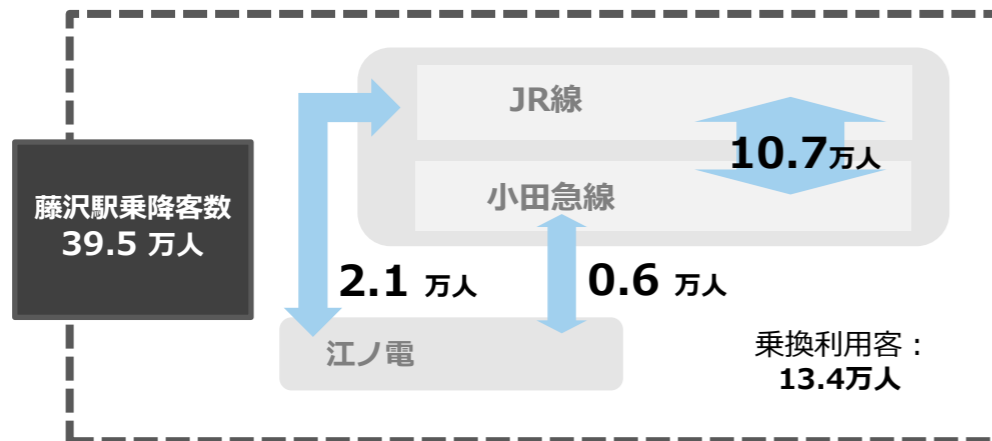 JR線
10.7万人
小田急線
藤沢駅乗降客数
39.5 万人
2.1 万人
0.6 万人
江ノ電
乗換利用客：
13.4万人